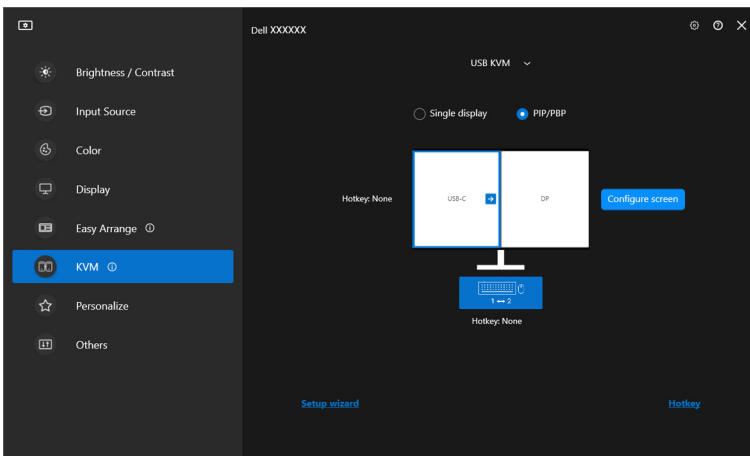 Dell XXXXXX
Brightness / Contrast
Input Source
Color
Display
Easy Arrange
KVM
Personalize
Others
USB KVM
Single display
PIP/PBP
Hotkey: None
USB-C
DP
Configure screen
1 ↔ 2
Hotkey: None
Setup wizard
Hotkey